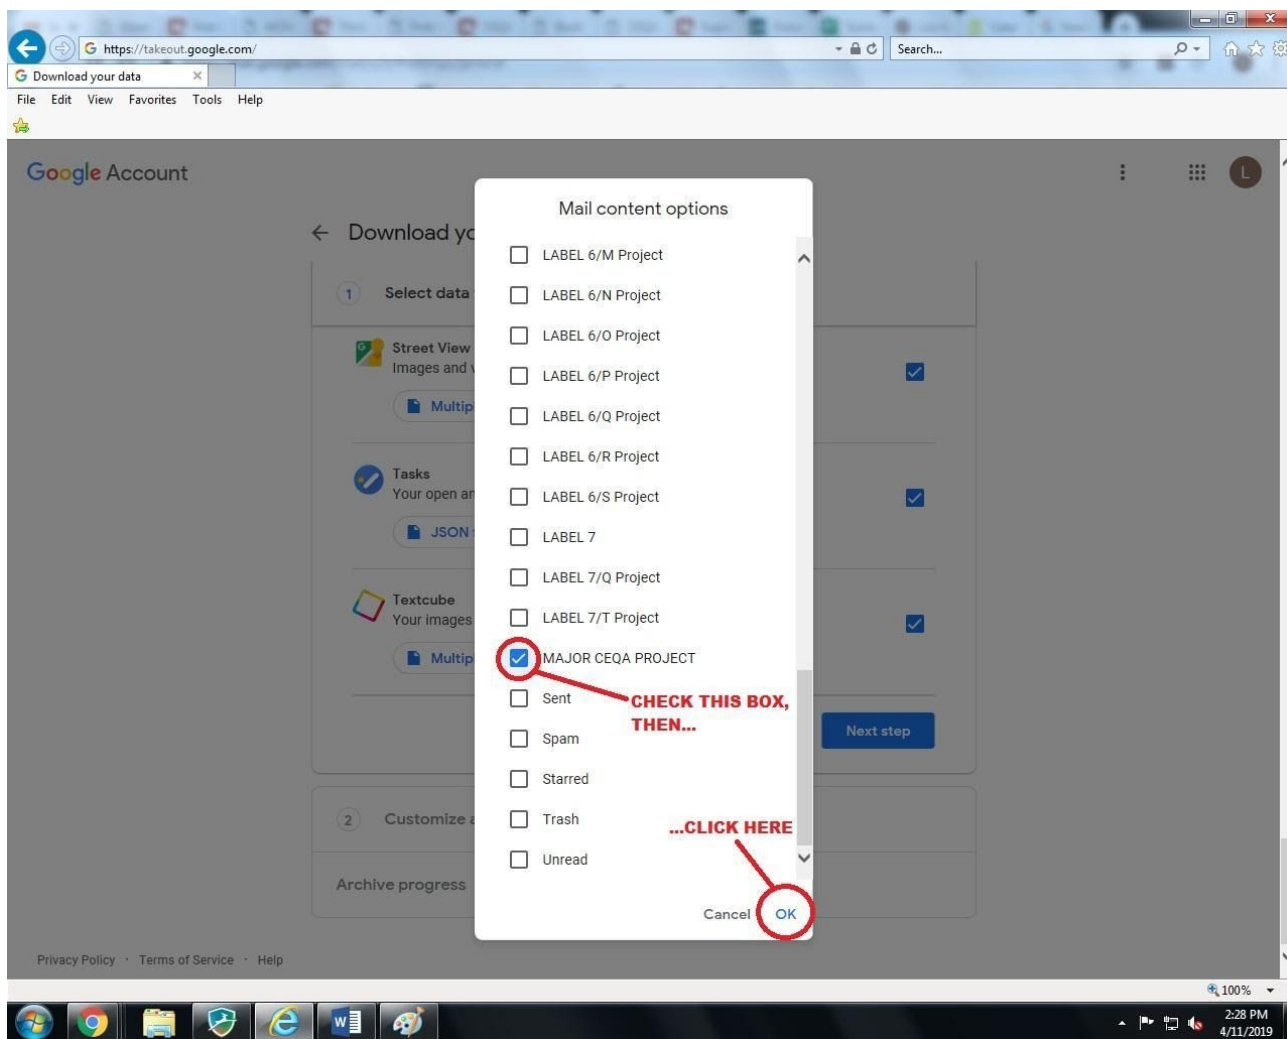 https://takeout.google.com/
Search...
Download your data
File Edit View Favorites Tools Help
Google Account
L
Mail content options
Download yo
LABEL 6/M Project
1 Select data
LABEL 6/N Project
LABEL 6/O Project
Street View
Images and v
LABEL 6/P Project
Multip
LABEL 6/Q Project
LABEL 6/R Project
Tasks
Your open an
LABEL 6/S Project
JSON
LABEL 7
LABEL 7/Q Project
Textcube
Your images
LABEL 7/T Project
Multip
MAJOR CEQA PROJECT
Sent
CHECK THIS BOX,
THEN...
Spam
Next step
Starred
2 Customize a
Trash
...CLICK HERE
Unread
Archive progress
Cancel OK
Privacy Policy · Terms of Service · Help
100%
2:28 PM
4/11/2019